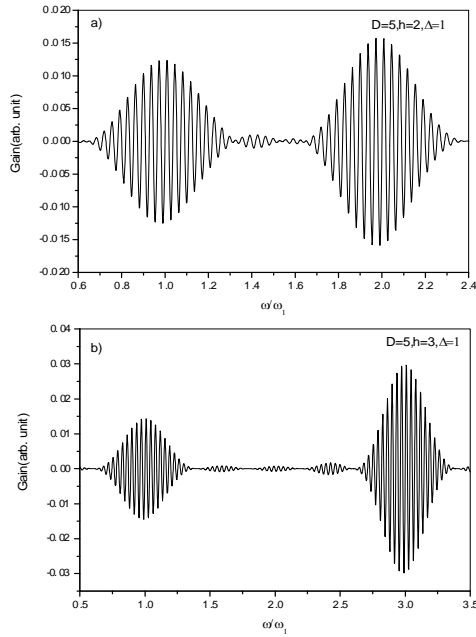 a)
D=5,h=2,Δ=1
Gain(arb. unit)
0.020
0.015
0.010
0.005
0.000
-0.005
-0.010
-0.015
-0.020
0.6 0.8 1.0 1.2 1.4 1.6 1.8 2.0 2.2 2.4
ω/ω₁
b)
D=5,h=3,Δ=1
Gain(arb. unit)
0.04
0.03
0.02
0.01
0.00
-0.01
-0.02
-0.03
0.5 1.0 1.5 2.0 2.5 3.0 3.5
ω/ω₁